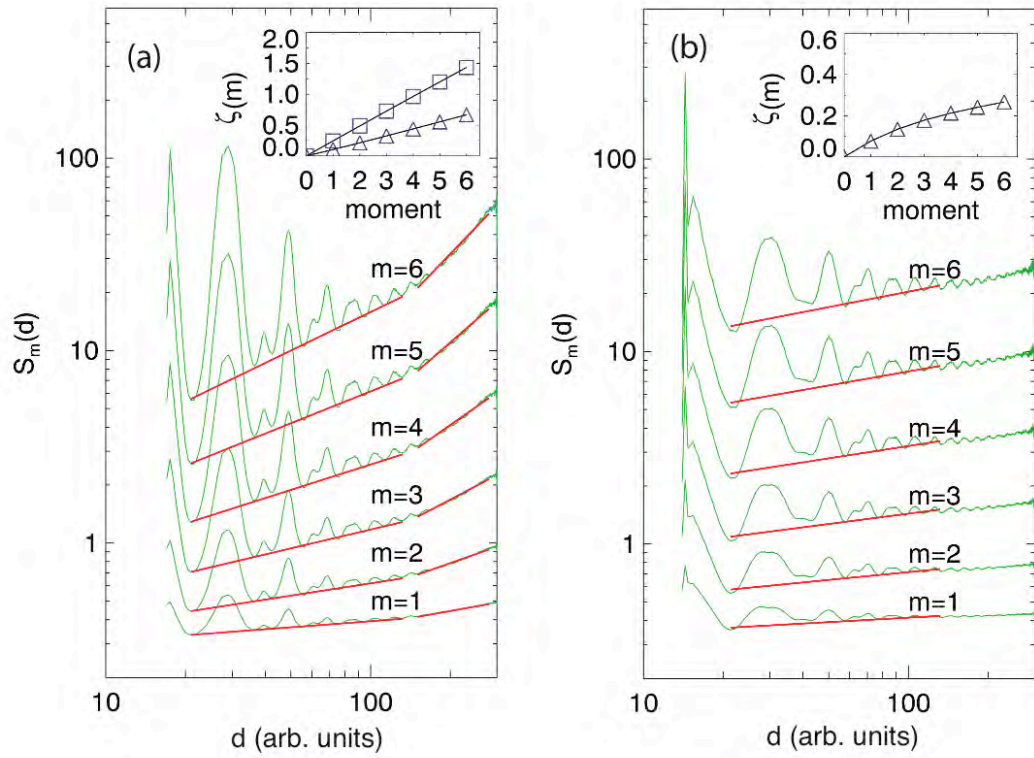 (a)
2.0
1.5
1.0
0.5
0.0
ζ(m)
0 1 2 3 4 5 6
moment
100
10
1
S_m(d)
m=6
m=5
m=4
m=3
m=2
m=1
10 100
d (arb. units)
(b)
0.6
0.4
0.2
0.0
ζ(m)
0 1 2 3 4 5 6
moment
100
10
1
S_m(d)
m=6
m=5
m=4
m=3
m=2
m=1
10 100
d (arb. units)